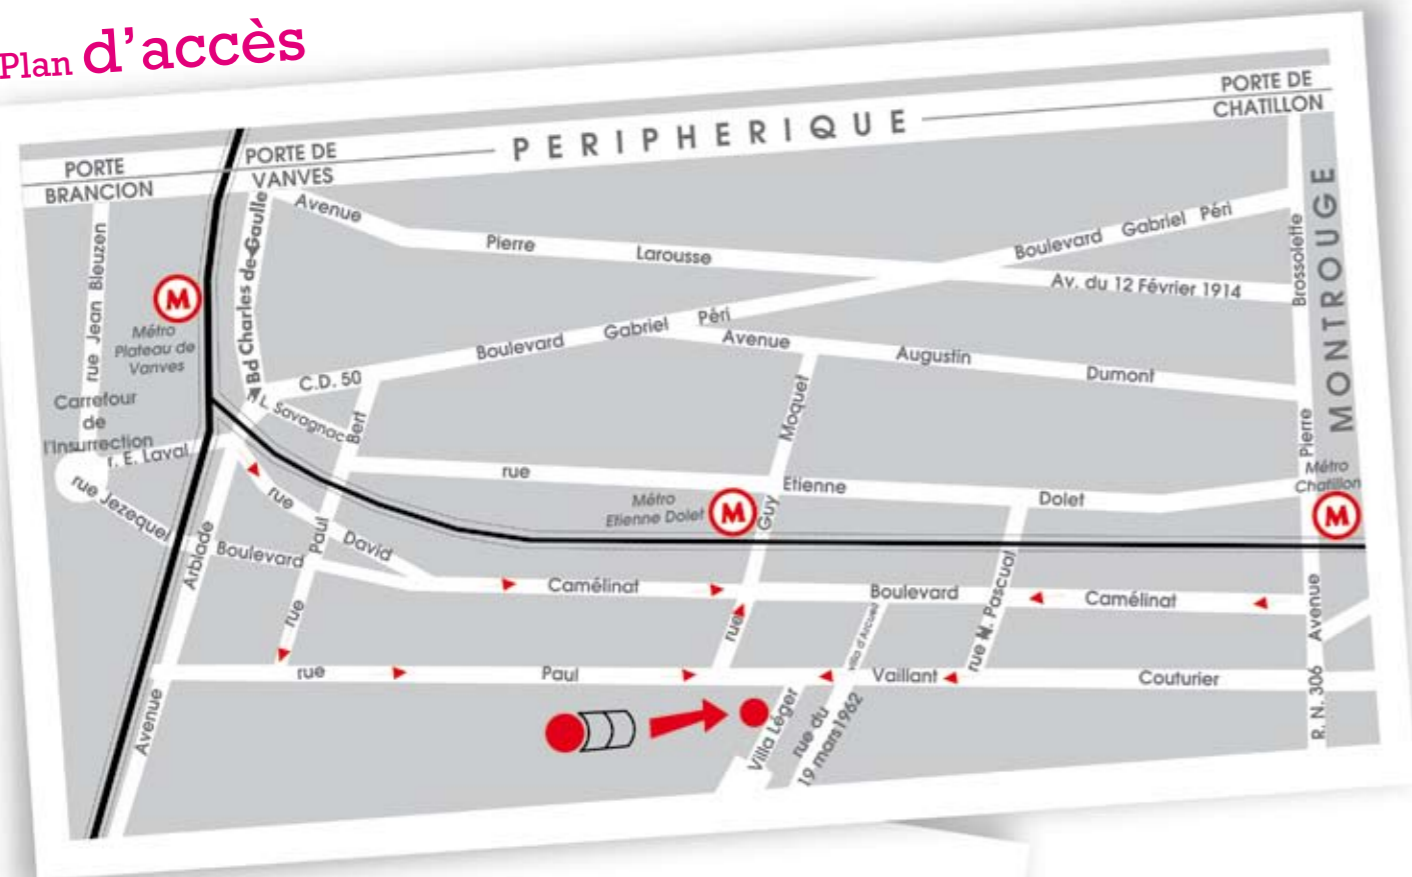 Plan d'accès
PORTE DE
CHATILLON
PERIPHERIQUE
PORTE
BRANCION
PORTE DE
VANVES
MONTROUGE
rue Jean Bleuzen
Bd Charles de Gaulle
Avenue
Pierre
Larousse
Boulevard
Gabriel
Péri
Av. du 12 Février 1914
Brossolette
M
Métro
Plateau de
Vanves
Boulevard
Gabriel
Péri
Avenue
Augustin
Dumont
C.D. 50
L. Savagnac
Bert
Moquet
Pierre
Carrefour
de
l'Insurrection
r. E. Laval
rue Jezequel
rue
Etienne
Dolet
Métro
Etienne Dolet
M
Guy
Métro
Chatillon
M
rue
David
Paul
Arblade
Boulevard
Camélinat
Boulevard
Camélinat
rue M. Pascual
villa d'Arcueil
Avenue
rue
rue
rue
Paul
Vaillant
Couturier
Avenue
Villa Léger
rue du
19 mars 1962
R. N. 306